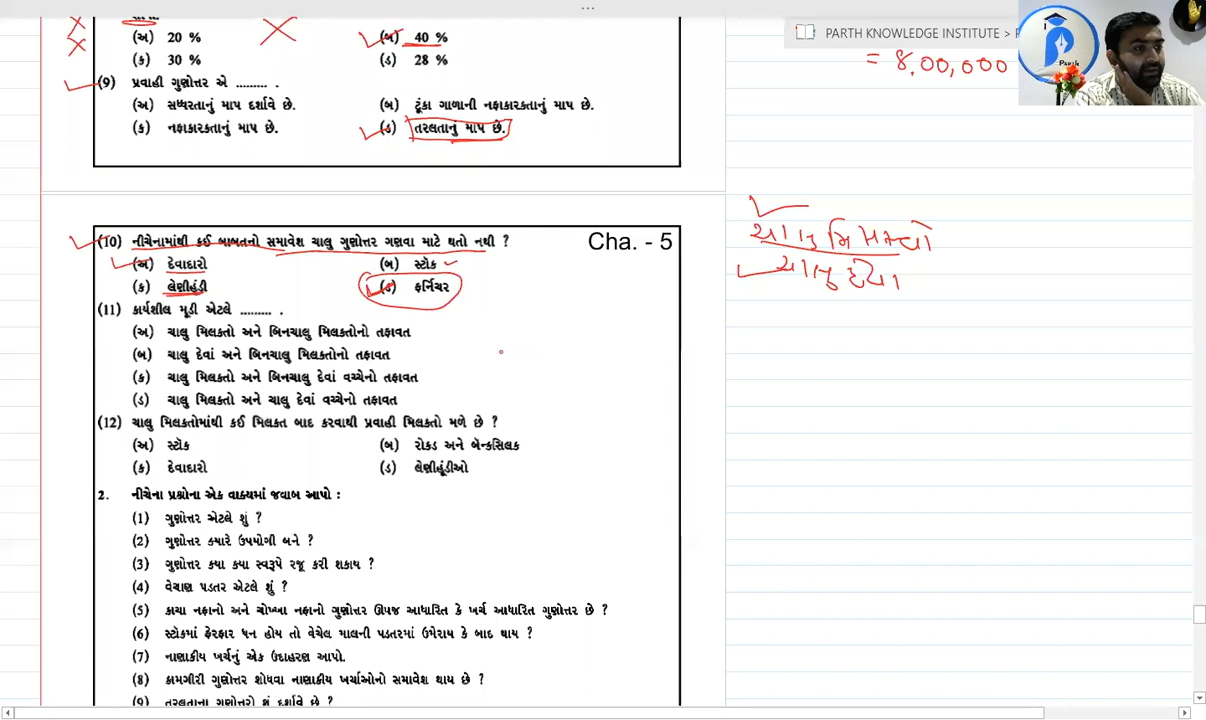 PARTH KNOWLEDGE INSTITUTE >
= 8,00,000
Parth
(અ) 20 %
(બ) 40 %
(ક) 30 %
(ડ) 28 %
(9) પ્રવાહી ગુણોત્તર એ ......... .
(અ) સધ્ધરતાનું માપ દર્શાવે છે.
(બ) ટૂંકા ગાળાની નફાકારકતાનું માપ છે.
(ક) નફાકારકતાનું માપ છે.
(ડ) તરલતાનું માપ છે.
(10) નીચેનામાંથી કઈ બાબતનો સમાવેશ ચાલુ ગુણોત્તર ગણવા માટે થતો નથી ?
Cha. - 5
(અ) દેવાદારો
(બ) સ્ટૉક
(ક) લેણીહૂંડી
(ડ) ફર્નિચર
ચાલુ મિલકતો
ચાલુ દેવા
(11) કાર્યશીલ મૂડી એટલે ......... .
(અ) ચાલુ મિલકતો અને બિનચાલુ મિલકતોનો તફાવત
(બ) ચાલુ દેવાં અને બિનચાલુ મિલકતોનો તફાવત
(ક) ચાલુ મિલકતો અને બિનચાલુ દેવાં વચ્ચેનો તફાવત
(ડ) ચાલુ મિલકતો અને ચાલુ દેવાં વચ્ચેનો તફાવત
(12) ચાલુ મિલકતોમાંથી કઈ મિલકત બાદ કરવાથી પ્રવાહી મિલકતો મળે છે ?
(અ) સ્ટૉક
(બ) રોકડ અને બૅન્કસિલક
(ક) દેવાદારો
(ડ) લેણીહૂંડીઓ
2. નીચેના પ્રશ્નોના એક વાક્યમાં જવાબ આપો :
(1) ગુણોત્તર એટલે શું ?
(2) ગુણોત્તર ક્યારે ઉપયોગી બને ?
(3) ગુણોત્તર ક્યા ક્યા સ્વરૂપે રજૂ કરી શકાય ?
(4) વેચાણ પડતર એટલે શું ?
(5) કાચા નફાનો અને ચોખ્ખા નફાનો ગુણોત્તર ઊપજ આધારિત કે ખર્ચ આધારિત ગુણોત્તર છે ?
(6) સ્ટૉકમાં ફેરફાર ધન હોય તો વેચેલ માલની પડતરમાં ઉમેરાય કે બાદ થાય ?
(7) નાણાકીય ખર્ચનું એક ઉદાહરણ આપો.
(8) કામગીરી ગુણોત્તર શોધવા નાણાકીય ખર્ચાઓનો સમાવેશ થાય છે ?
(9) તરલતાના ગુણોત્તરો શું દર્શાવે છે ?